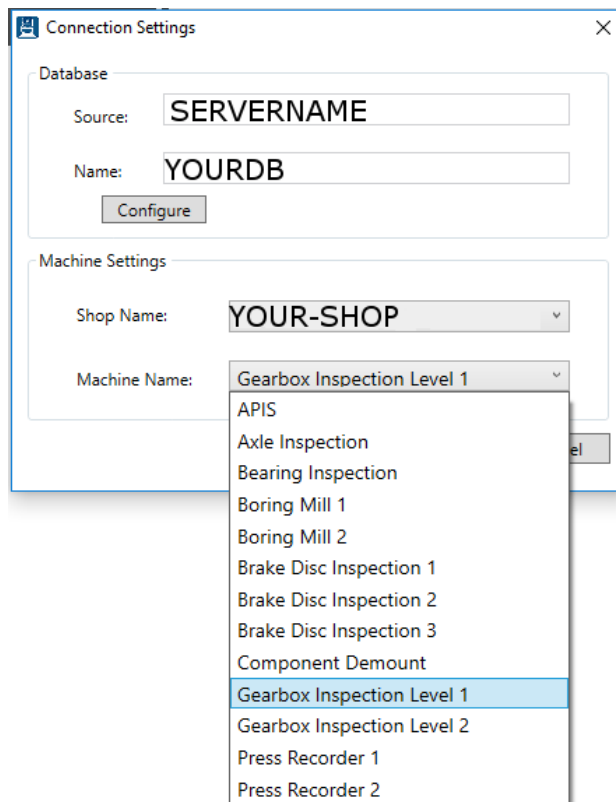 Connection Settings
Database
Source: SERVERNAME
Name: YOURDB
Configure
Machine Settings
Shop Name: YOUR-SHOP
Machine Name: Gearbox Inspection Level 1
el
APIS
Axle Inspection
Bearing Inspection
Boring Mill 1
Boring Mill 2
Brake Disc Inspection 1
Brake Disc Inspection 2
Brake Disc Inspection 3
Component Demount
Gearbox Inspection Level 1
Gearbox Inspection Level 2
Press Recorder 1
Press Recorder 2